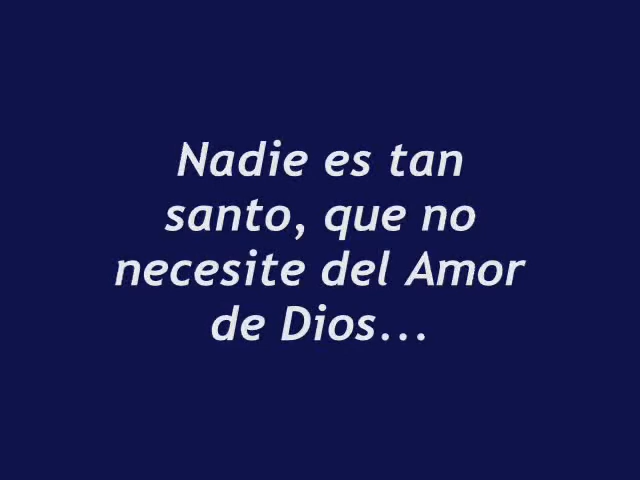 Nadie es tan
santo, que no
necesite del Amor
de Dios...